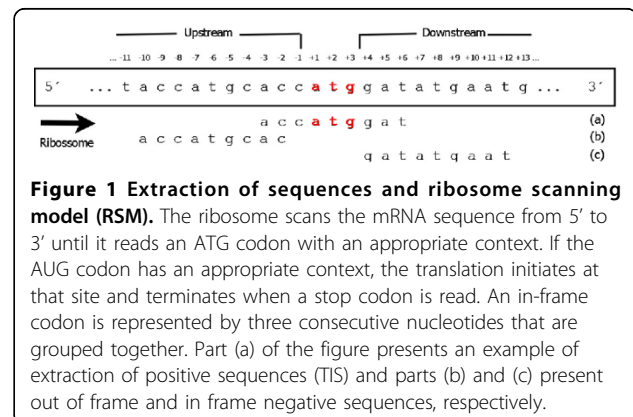 Upstream Downstream
... -11 -10 -9 -8 -7 -6 -5 -4 -3 -2 -1 +1 +2 +3 +4 +5 +6 +7 +8 +9 +10 +11 +12 +13 ...
5´ ... t a c c a t g c a c c a t g g a t a t g a a t g ... 3´
a c c a t g g a t (a)
Ribossome a c c a t g c a c (b)
g a t a t g a a t (c)
Figure 1 Extraction of sequences and ribosome scanning
model (RSM). The ribosome scans the mRNA sequence from 5' to
3' until it reads an ATG codon with an appropriate context. If the
AUG codon has an appropriate context, the translation initiates at
that site and terminates when a stop codon is read. An in-frame
codon is represented by three consecutive nucleotides that are
grouped together. Part (a) of the figure presents an example of
extraction of positive sequences (TIS) and parts (b) and (c) present
out of frame and in frame negative sequences, respectively.